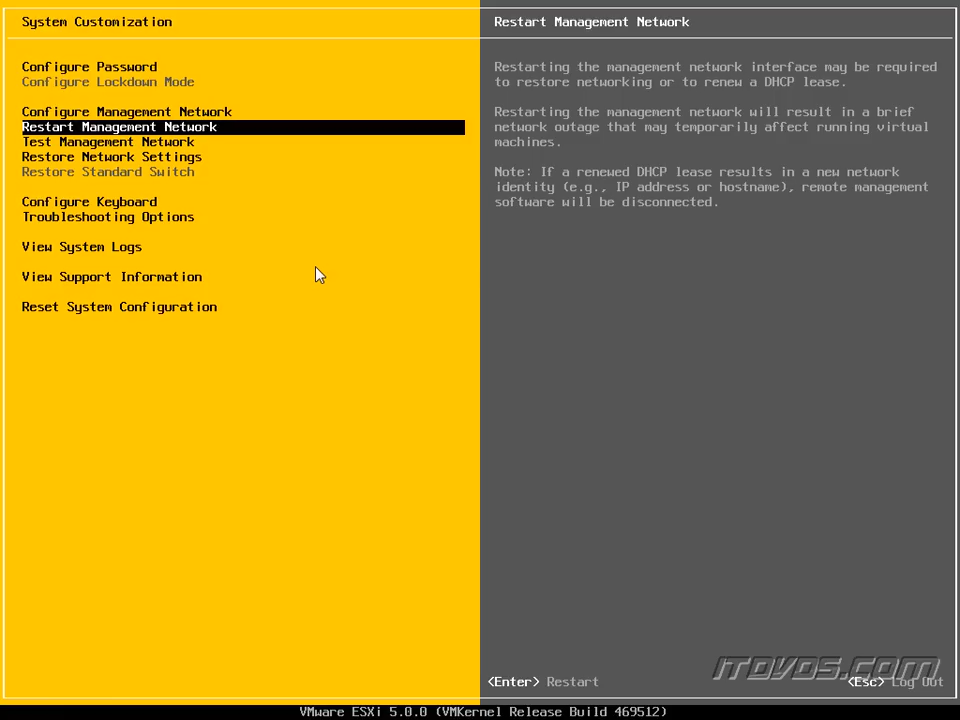 System Customization
Configure Password
Configure Lockdown Mode
Configure Management Network
Restart Management Network
Test Management Network
Restore Network Settings
Restore Standard Switch
Configure Keyboard
Troubleshooting Options
View System Logs
View Support Information
Reset System Configuration
Restart Management Network
Restarting the management network interface may be required
to restore networking or to renew a DHCP lease.
Restarting the management network will result in a brief
network outage that may temporarily affect running virtual
machines.
Note: If a renewed DHCP lease results in a new network
identity (e.g., IP address or hostname), remote management
software will be disconnected.
ITDVDS.COM
<Enter> Restart
<Esc> Log Out
VMware ESXi 5.0.0 (VMKernel Release Build 469512)